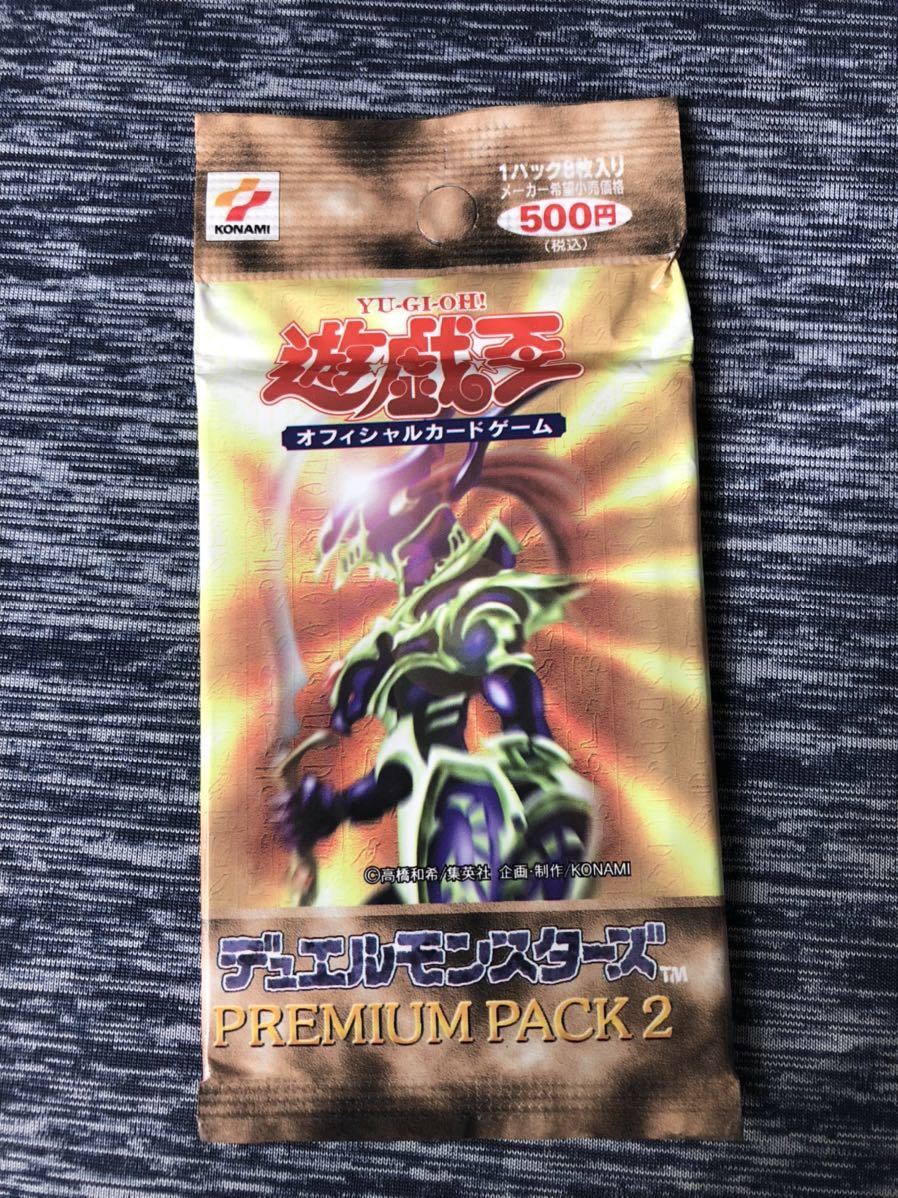 1パック8枚入り
メーカー希望小売価格
500円
(税込)
KONAMI
YU-GI-OH!
遊戯王
オフィシャルカードゲーム
©高橋和希/集英社 企画・制作/KONAMI
デュエルモンスターズ™
PREMIUM PACK 2